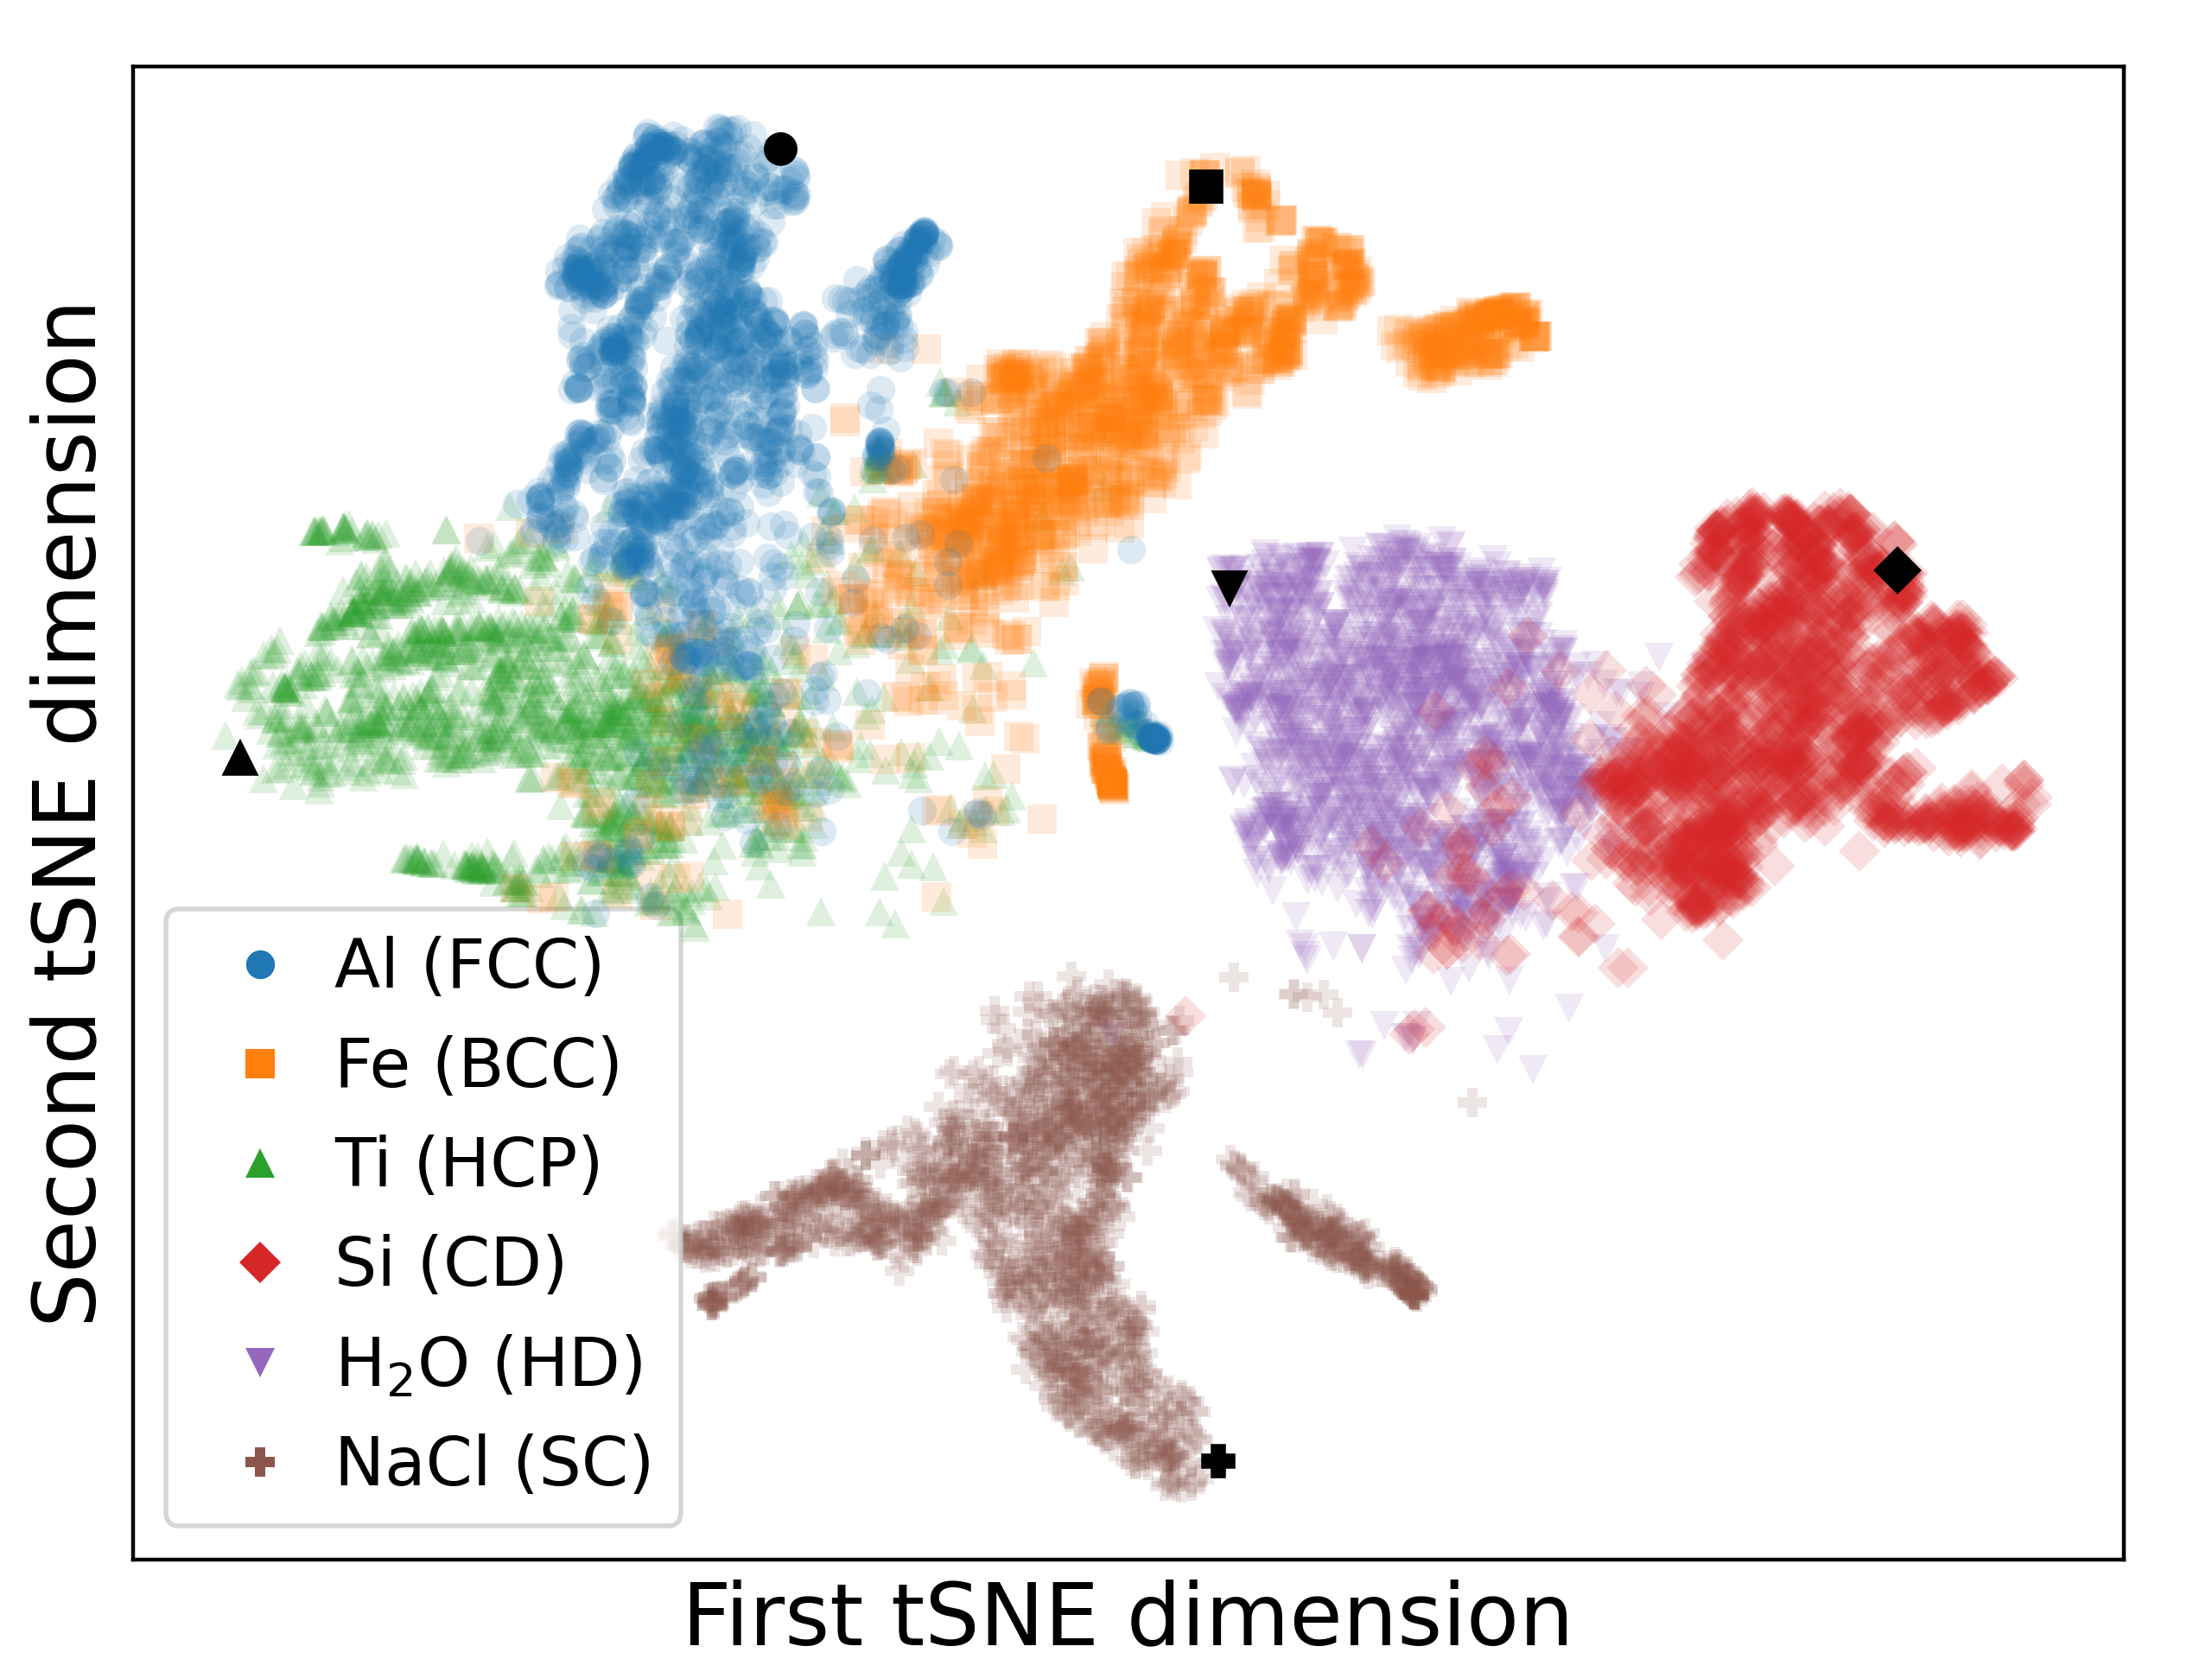 Second tSNE dimension
Al (FCC)
Fe (BCC)
Ti (HCP)
Si (CD)
H₂O (HD)
NaCl (SC)
First tSNE dimension